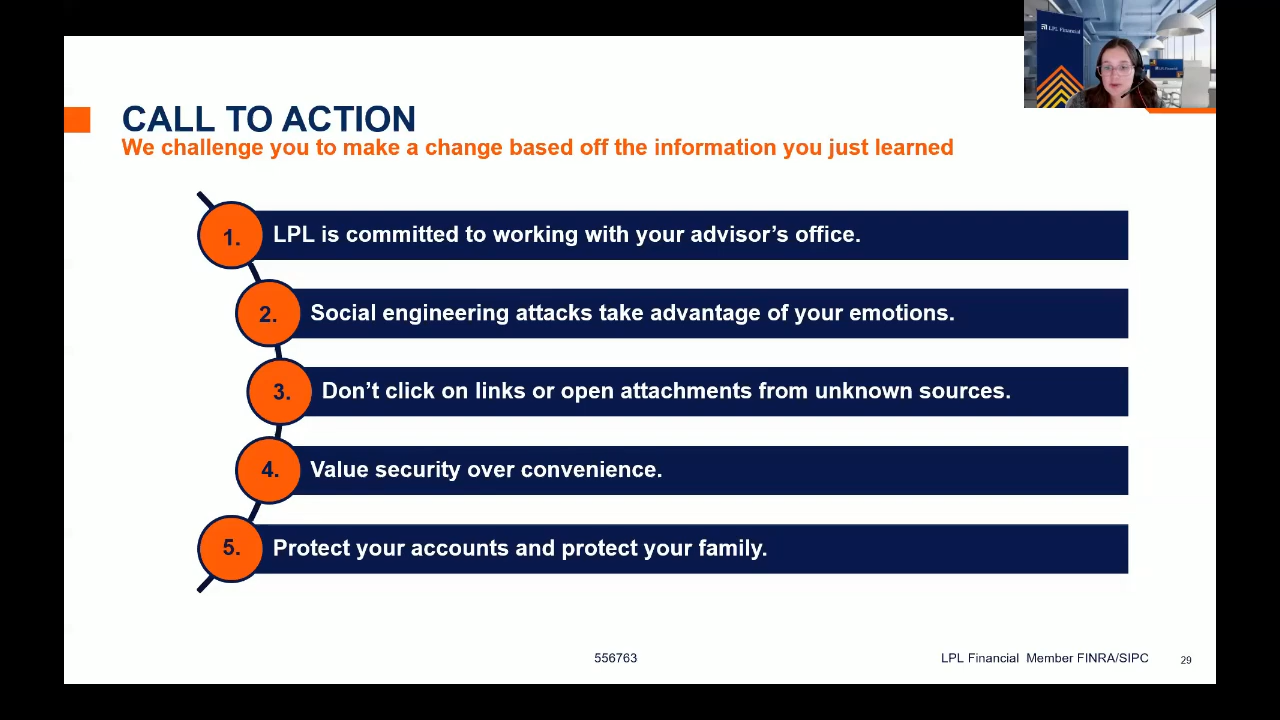 LPL Financial
CALL TO ACTION
We challenge you to make a change based off the information you just learned
1. LPL is committed to working with your advisor’s office.
2. Social engineering attacks take advantage of your emotions.
3. Don’t click on links or open attachments from unknown sources.
4. Value security over convenience.
5. Protect your accounts and protect your family.
556763
LPL Financial Member FINRA/SIPC
29